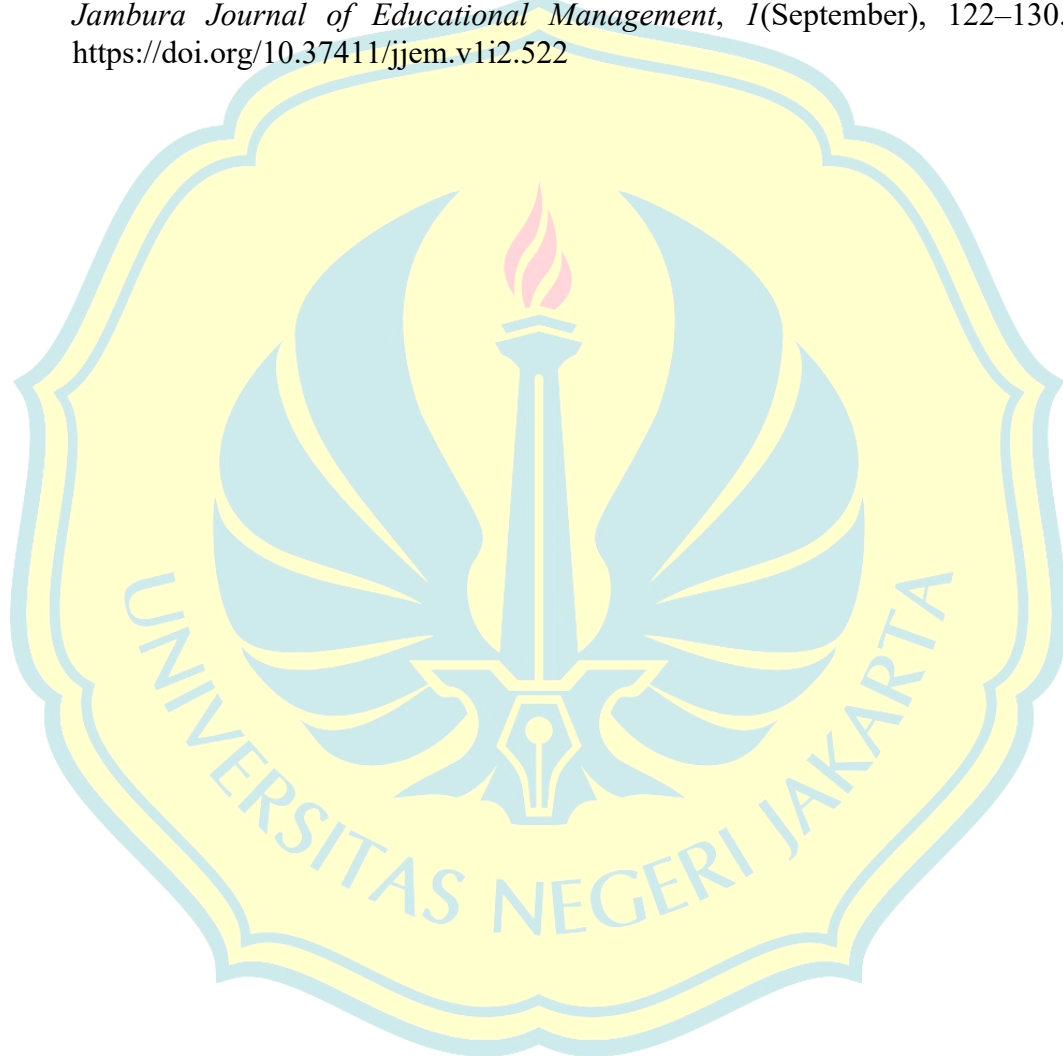 Jambura Journal of Educational Management, 1(September), 122–130.
https://doi.org/10.37411/jjem.v1i2.522
UNIVERSITAS NEGERI JAKARTA